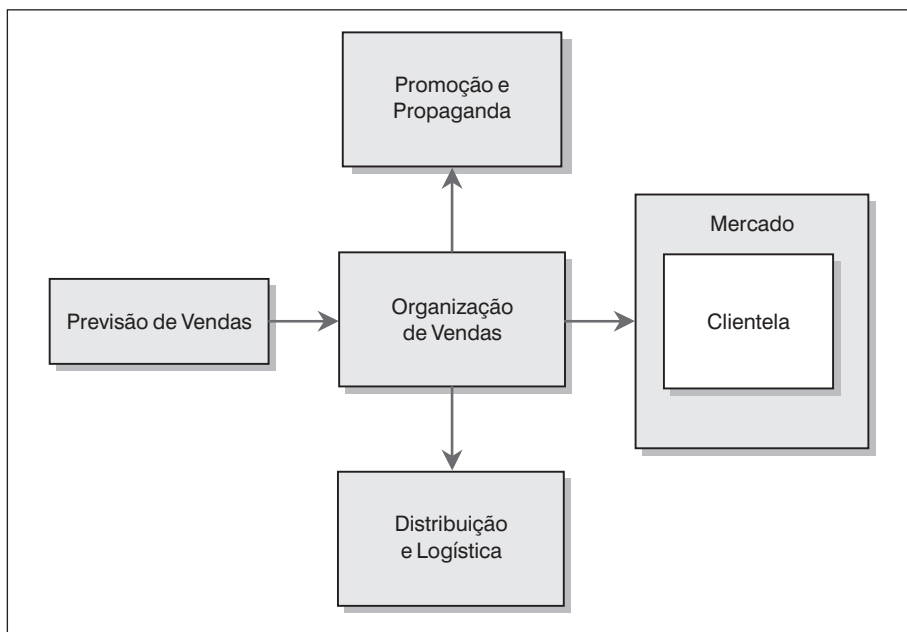 Promoção e
Propaganda
Mercado
Previsão de Vendas
Organização
de Vendas
Clientela
Distribuição
e Logística